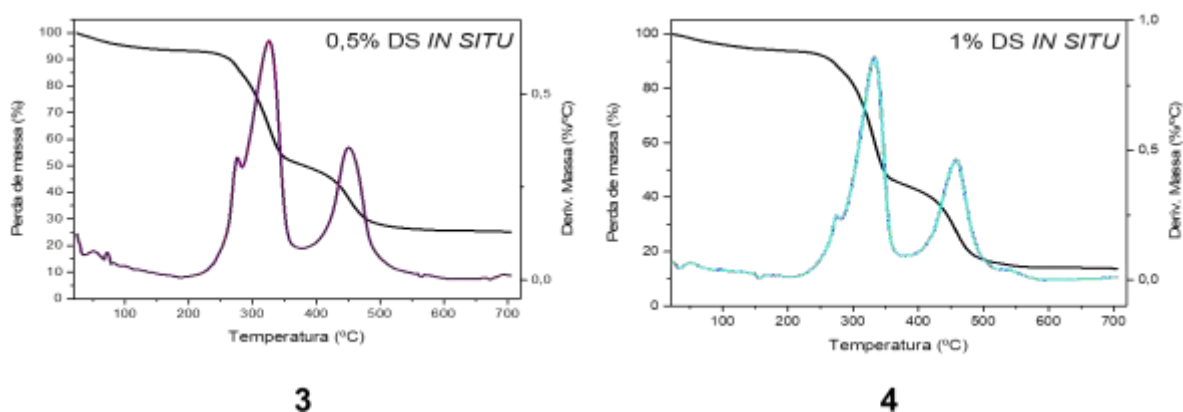 0,5% DS IN SITU
Perda de massa (%)
100
90
80
70
60
50
40
30
20
10
0
0,5
0,0
Deriv. Massa (%/ºC)
100 200 300 400 500 600 700
Temperatura (ºC)
3
1% DS IN SITU
Perda de massa (%)
100
80
60
40
20
0
1,0
0,5
0,0
Deriv. Massa (%/ºC)
100 200 300 400 500 600 700
Temperatura (ºC)
4